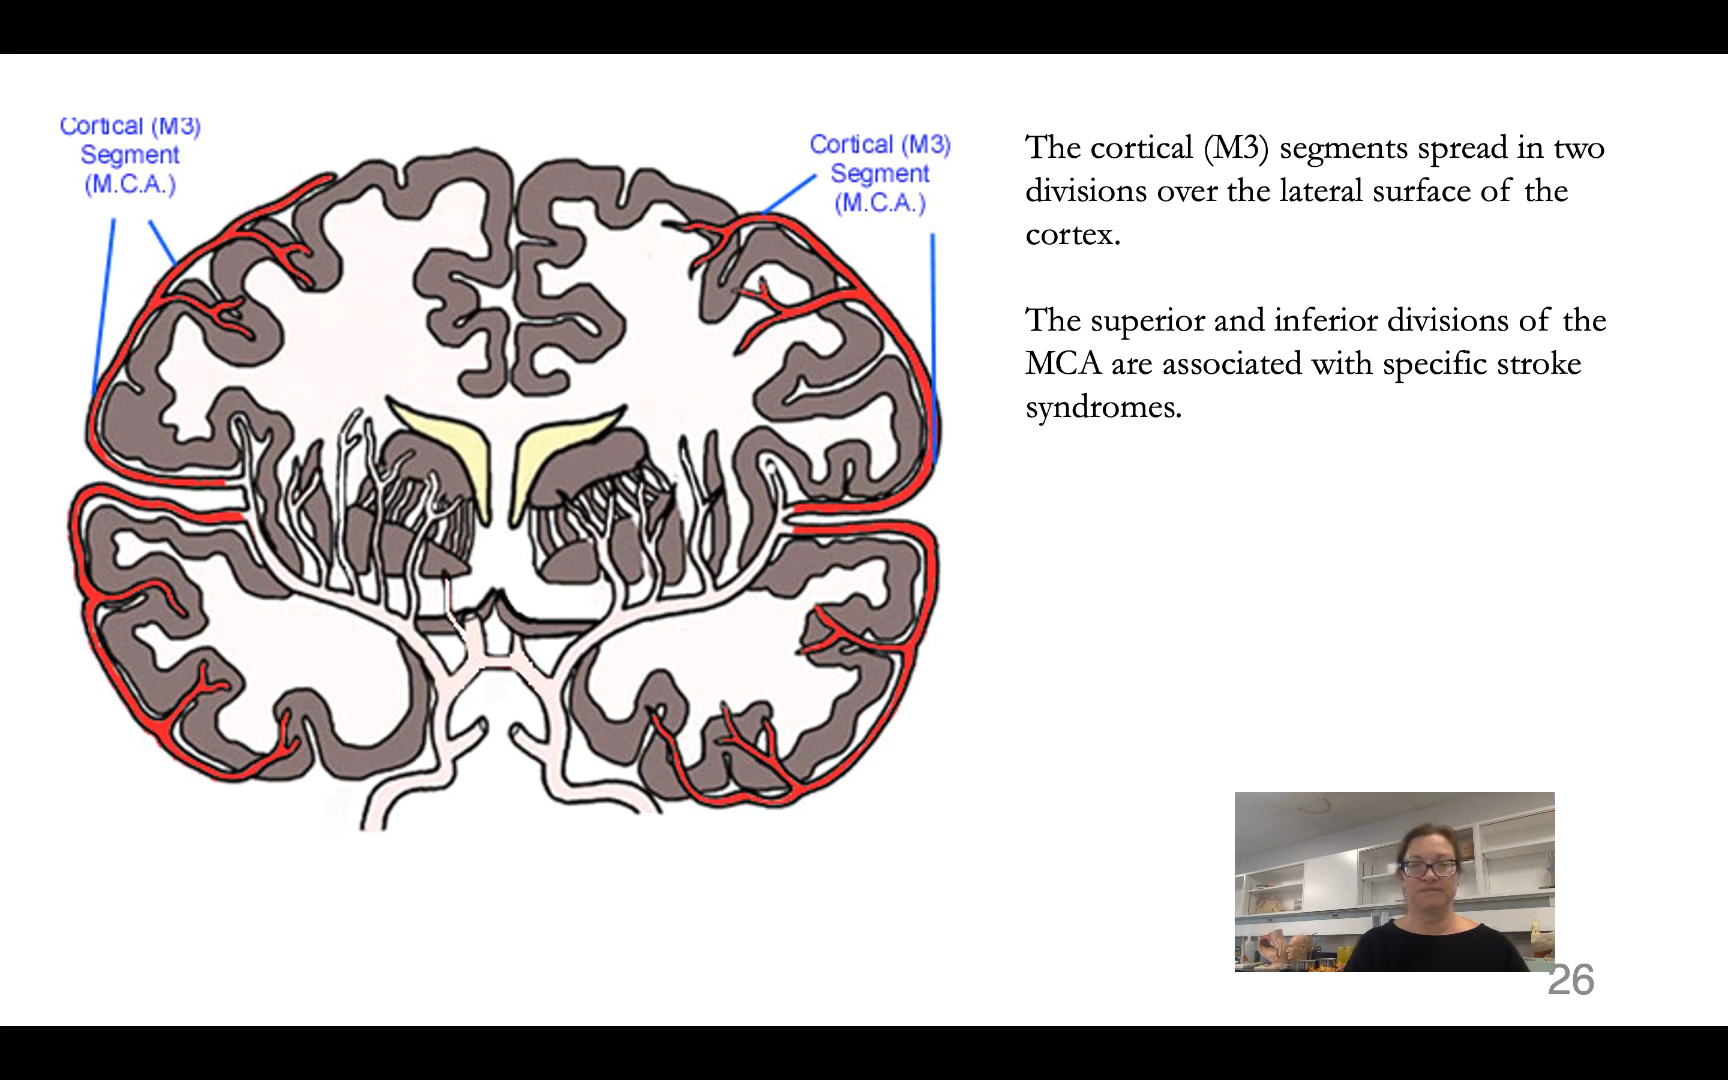 Cortical (M3)
Segment
(M.C.A.)
Cortical (M3)
Segment
(M.C.A.)
The cortical (M3) segments spread in two
divisions over the lateral surface of the
cortex.
The superior and inferior divisions of the
MCA are associated with specific stroke
syndromes.
26